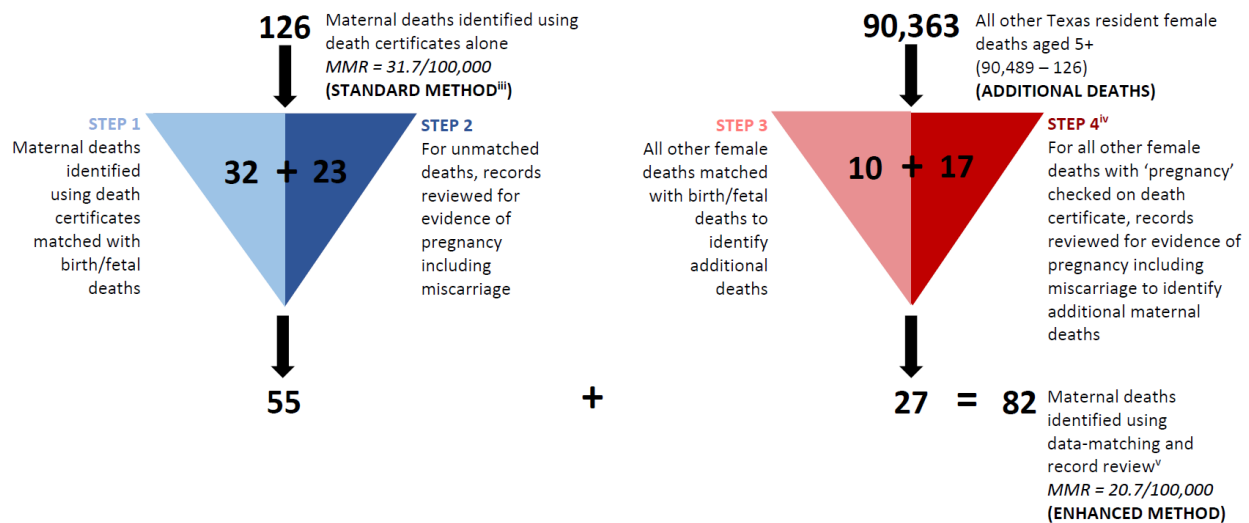 126
Maternal deaths identified using
death certificates alone
MMR = 31.7/100,000
(STANDARD METHODⁱⁱⁱ)
90,363
All other Texas resident female
deaths aged 5+
(90,489 – 126)
(ADDITIONAL DEATHS)
STEP 1
Maternal deaths
identified
using death
certificates
matched with
birth/fetal
deaths
32 + 23
STEP 2
For unmatched
deaths, records
reviewed for
evidence of
pregnancy
including
miscarriage
STEP 3
All other female
deaths matched
with birth/fetal
deaths to
identify
additional
deaths
10 + 17
STEP 4ⁱᵛ
For all other female
deaths with ‘pregnancy’
checked on death
certificate, records
reviewed for evidence of
pregnancy including
miscarriage to identify
additional maternal
deaths
55 + 27 = 82
Maternal deaths
identified using
data-matching and
record reviewᵛ
MMR = 20.7/100,000
(ENHANCED METHOD)